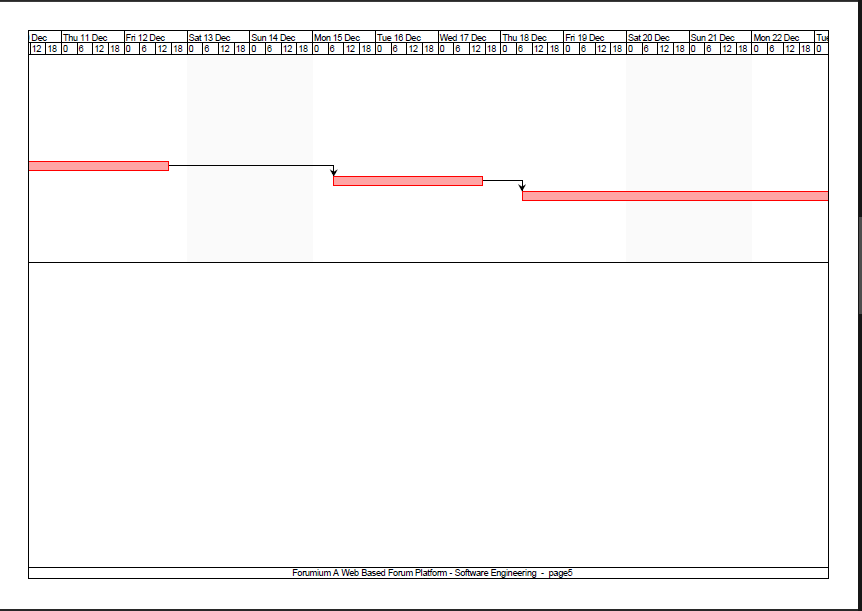 Dec Thu 11 Dec Fri 12 Dec Sat 13 Dec Sun 14 Dec Mon 15 Dec Tue 16 Dec Wed 17 Dec Thu 18 Dec Fri 19 Dec Sat 20 Dec Sun 21 Dec Mon 22 Dec Tue
12 18 0 6 12 18 0 6 12 18 0 6 12 18 0 6 12 18 0 6 12 18 0 6 12 18 0 6 12 18 0 6 12 18 0 6 12 18 0 6 12 18 0 6 12 18 0 6 12 18 0
Forumium A Web Based Forum Platform - Software Engineering - page5